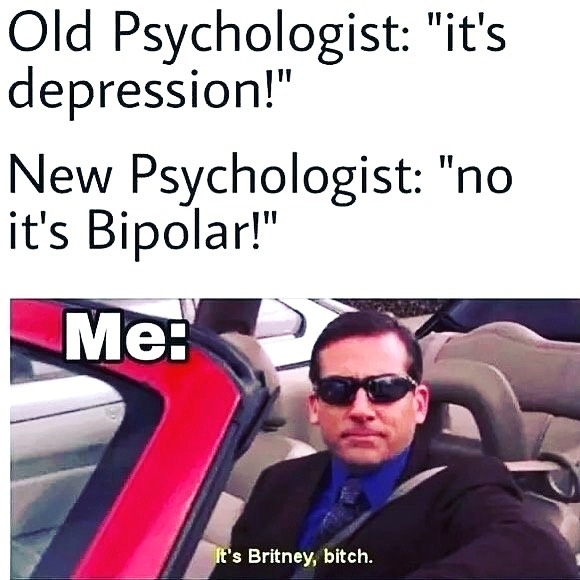 Old Psychologist: "it's
depression!"
New Psychologist: "no
it's Bipolar!"
Me:
It's Britney, bitch.